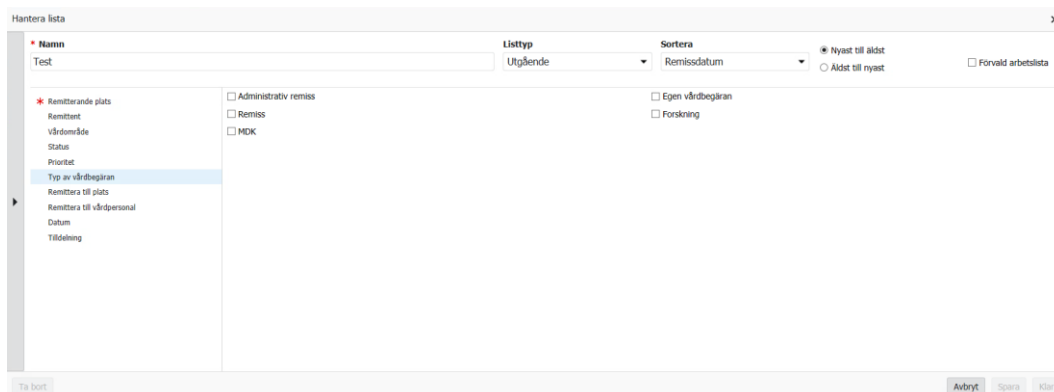 Hantera lista
* Namn
Listtyp
Sortera
Test
Utgående
Remissdatum
Nyast till äldst
Äldst till nyast
Förvald arbetslista
* Remitterande plats
Remittent
Vårdområde
Status
Prioritet
Typ av vårdbegäran
Remittera till plats
Remittera till vårdpersonal
Datum
Tilldelning
Administrativ remiss
Egen vårdbegäran
Remiss
Forskning
MDK
Ta bort
Avbryt
Spara